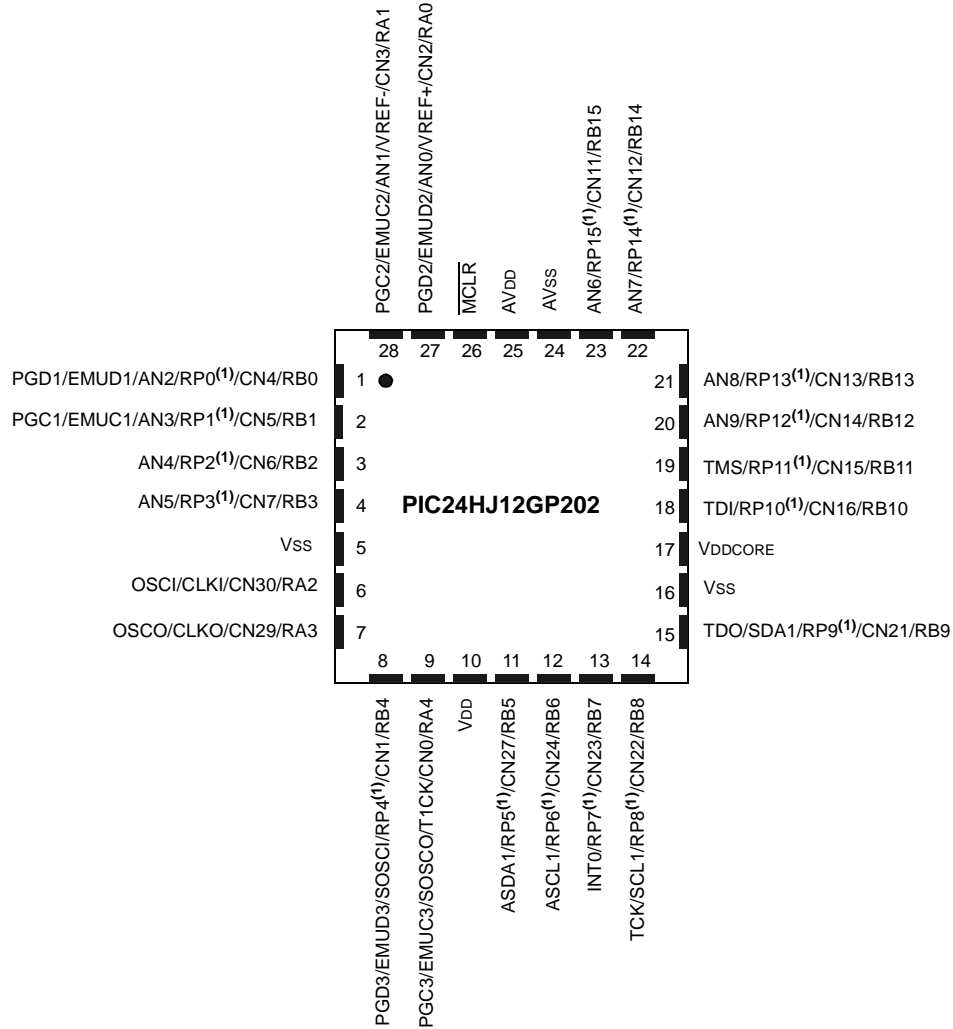 PGC2/EMUC2/AN1/VREF-/CN3/RA1
PGD2/EMUD2/AN0/VREF+/CN2/RA0
MCLR
AVDD
AVSS
AN6/RP15(1)/CN11/RB15
AN7/RP14(1)/CN12/RB14
28 27 26 25 24 23 22
PGD1/EMUD1/AN2/RP0(1)/CN4/RB0 1
PGC1/EMUC1/AN3/RP1(1)/CN5/RB1 2
AN4/RP2(1)/CN6/RB2 3
AN5/RP3(1)/CN7/RB3 4
VSS 5
OSCI/CLKI/CN30/RA2 6
OSCO/CLKO/CN29/RA3 7
PIC24HJ12GP202
21 AN8/RP13(1)/CN13/RB13
20 AN9/RP12(1)/CN14/RB12
19 TMS/RP11(1)/CN15/RB11
18 TDI/RP10(1)/CN16/RB10
17 VDDCORE
16 VSS
15 TDO/SDA1/RP9(1)/CN21/RB9
8 9 10 11 12 13 14
PGD3/EMUD3/SOSCI/RP4(1)/CN1/RB4
PGC3/EMUC3/SOSCO/T1CK/CN0/RA4
VDD
ASDA1/RP5(1)/CN27/RB5
ASCL1/RP6(1)/CN24/RB6
INT0/RP7(1)/CN23/RB7
TCK/SCL1/RP8(1)/CN22/RB8